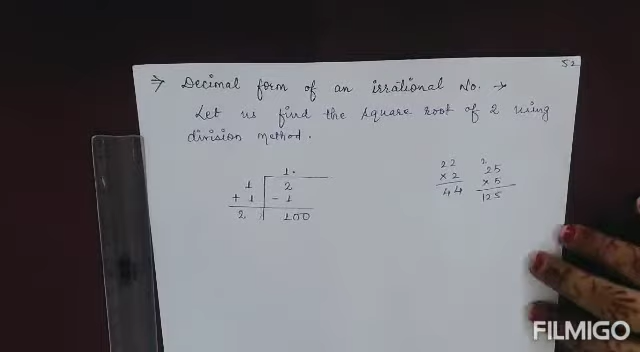 52
⇒ Decimal form of an irrational No. →
Let us find the square root of 2 using
division method.
1.
1 2
+ 1 - 1
2 100
22
× 2
44
2
25
× 5
125
FILMIGO